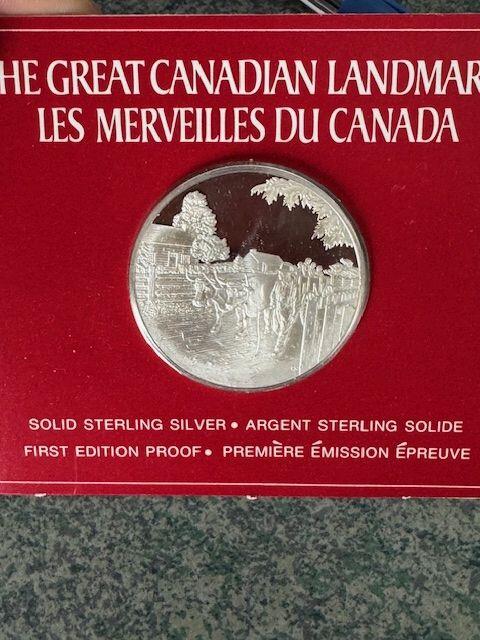 HE GREAT CANADIAN LANDMAR
LES MERVEILLES DU CANADA
SOLID STERLING SILVER • ARGENT STERLING SOLIDE
FIRST EDITION PROOF • PREMIÈRE ÉMISSION ÉPREUVE